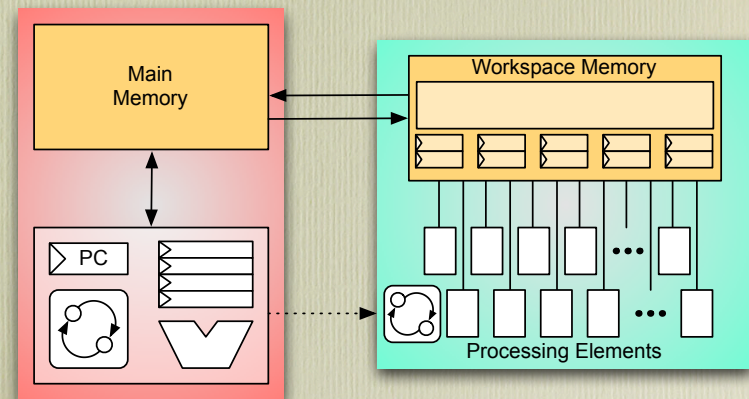 Main
Memory
Workspace Memory
PC
Processing Elements